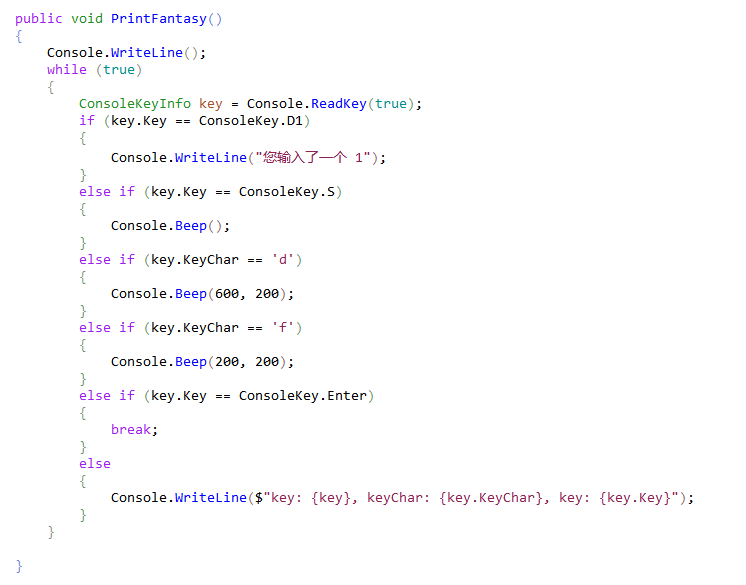 public void PrintFantasy()
{
    Console.WriteLine();
    while (true)
    {
        ConsoleKeyInfo key = Console.ReadKey(true);
        if (key.Key == ConsoleKey.D1)
        {
            Console.WriteLine("您输入了一个 1");
        }
        else if (key.Key == ConsoleKey.S)
        {
            Console.Beep();
        }
        else if (key.KeyChar == 'd')
        {
            Console.Beep(600, 200);
        }
        else if (key.KeyChar == 'f')
        {
            Console.Beep(200, 200);
        }
        else if (key.Key == ConsoleKey.Enter)
        {
            break;
        }
        else
        {
            Console.WriteLine($"key: {key}, keyChar: {key.KeyChar}, key: {key.Key}");
        }
    }

}